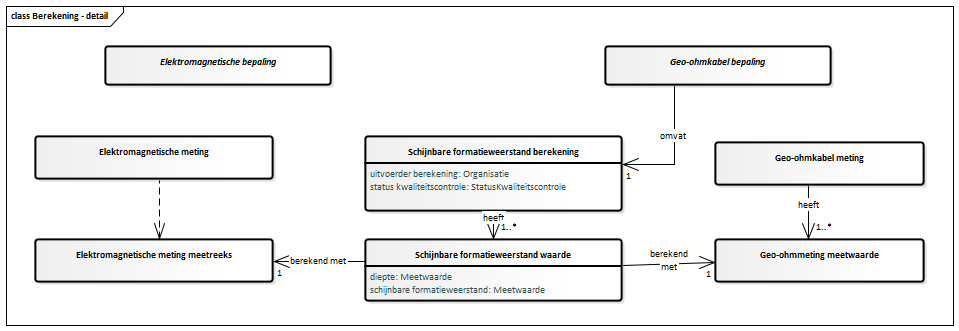 class Berekening - detail
Elektromagnetische bepaling
Geo-ohmkabel bepaling
omvat
1
Elektromagnetische meting
Schijnbare formatieweerstand berekening
uitvoerder berekening: Organisatie
status kwaliteitscontrole: StatusKwaliteitscontrole
Geo-ohmkabel meting
heeft
1..*
heeft
1..*
Elektromagnetische meting meetreeks
berekend met
1
Schijnbare formatieweerstand waarde
diepte: Meetwaarde
schijnbare formatieweerstand: Meetwaarde
berekend
met
1
Geo-ohmmeting meetwaarde